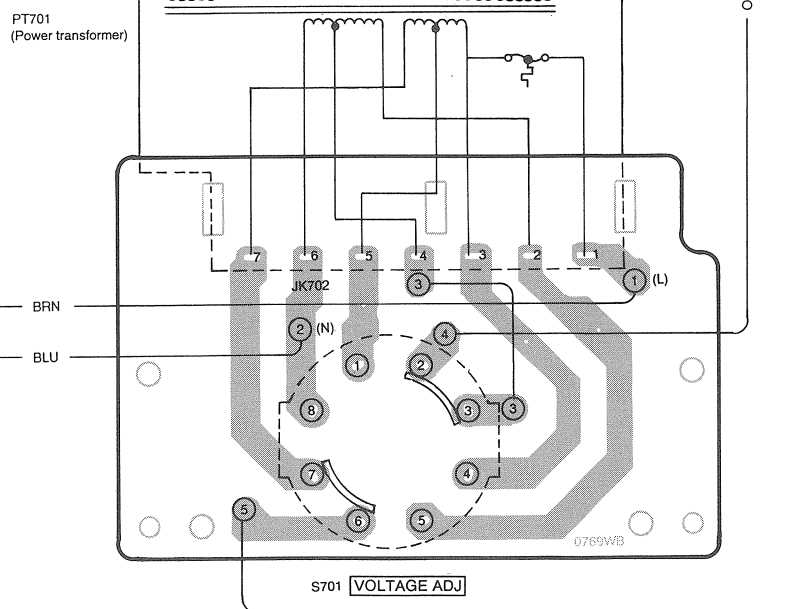 PT701
(Power transformer)
7
6
5
4
3
2
1
JK702
3
1
(L)
BRN
2
(N)
4
BLU
1
2
8
3
3
7
4
5
6
5
0769WB
S701 VOLTAGE ADJ